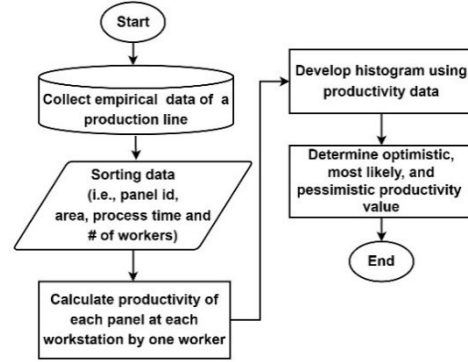 Start
Collect empirical data of a
production line
Sorting data
(i.e., panel id,
area, process time and
# of workers)
Calculate productivity of
each panel at each
workstation by one worker
Develop histogram using
productivity data
Determine optimistic,
most likely, and
pessimistic productivity
value
End